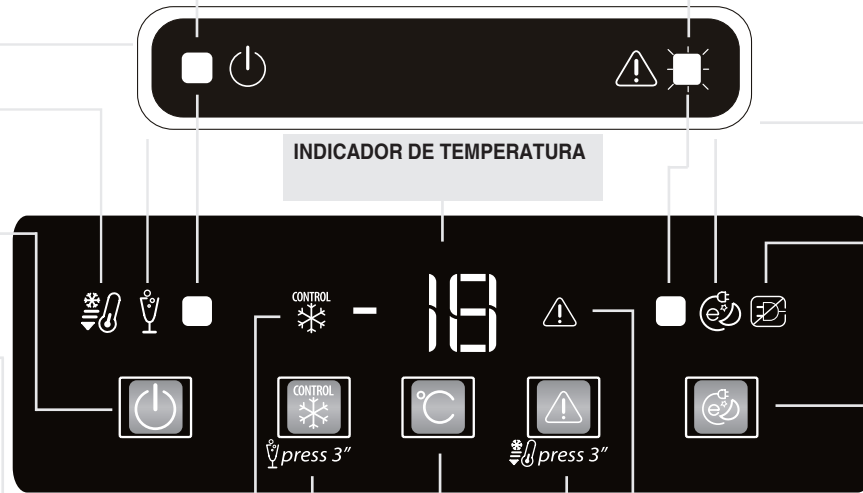 INDICADOR DE TEMPERATURA
CONTROL
-18
CONTROL
°C
press 3″
press 3″